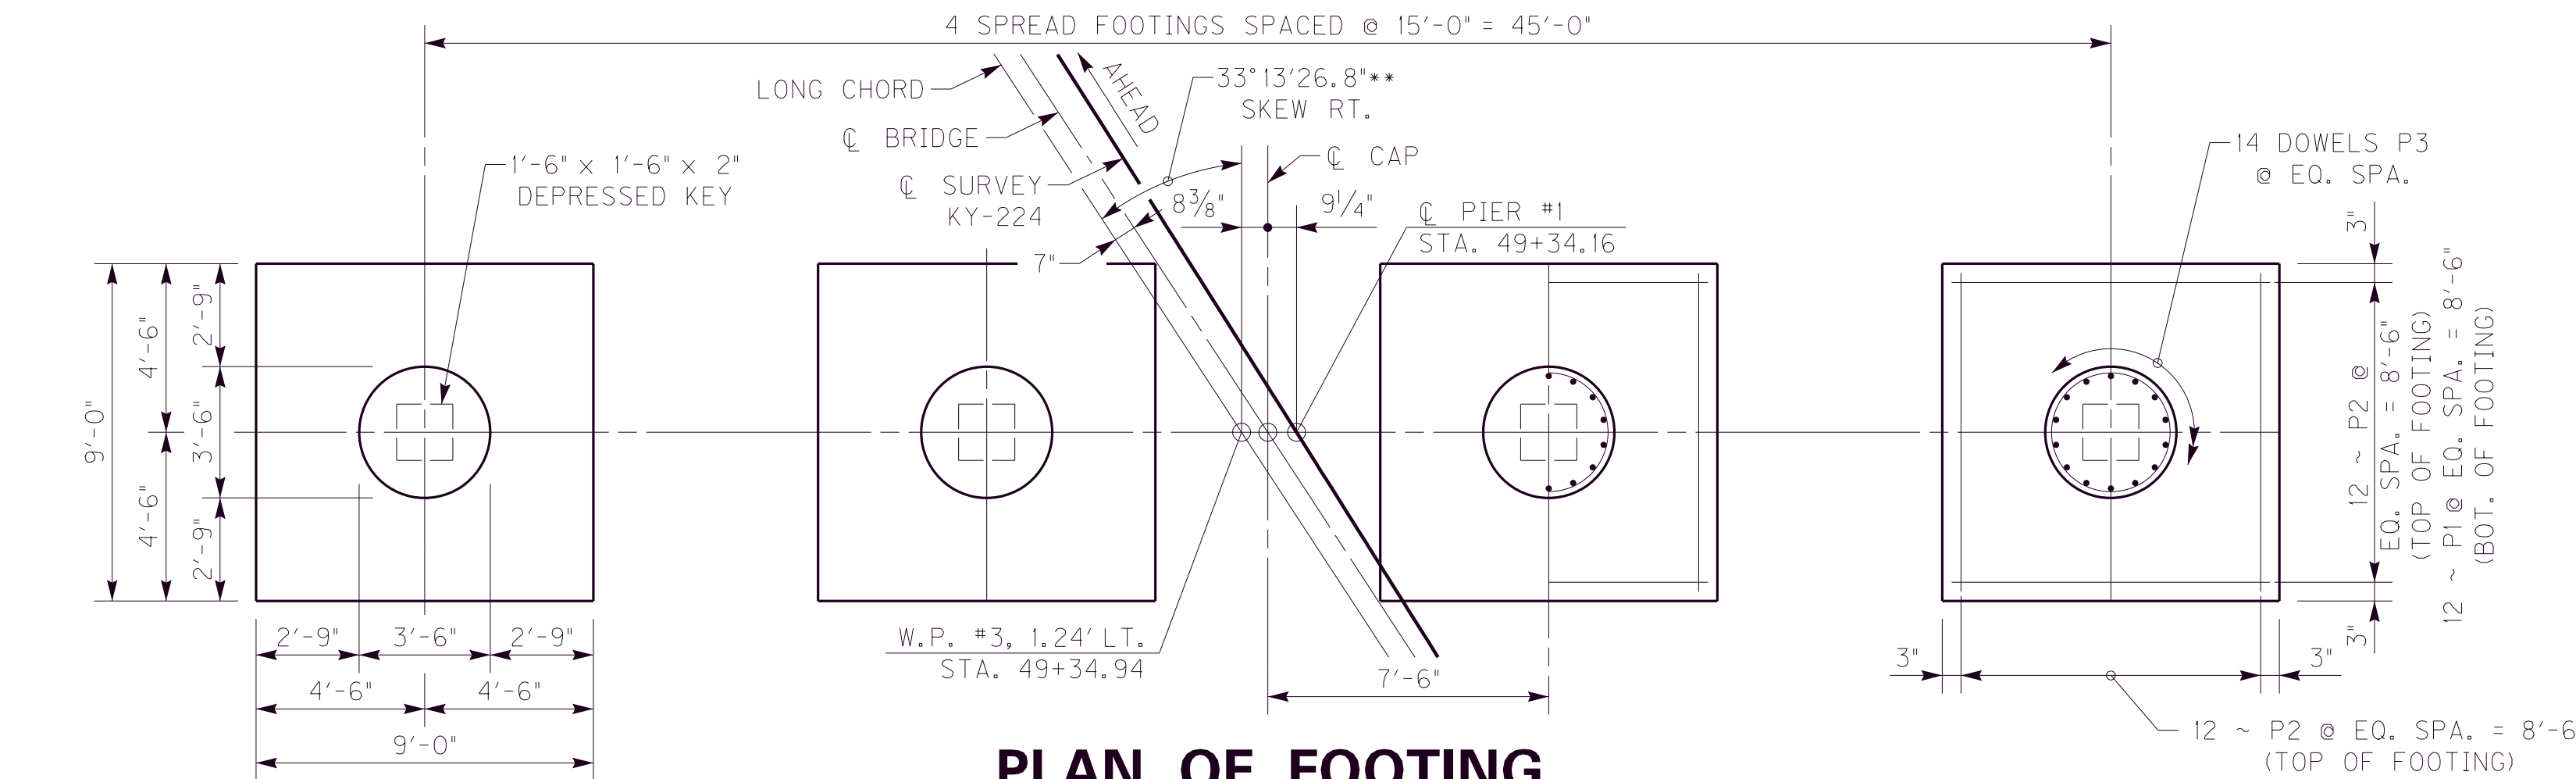 4 SPREAD FOOTINGS SPACED @ 15'-0" = 45'-0"
LONG CHORD
℄ BRIDGE
℄ SURVEY
KY-224
AHEAD
33°13'26.8"**
SKEW RT.
℄ CAP
8 3/8"
9 1/4"
7"
℄ PIER #1
STA. 49+34.16
1'-6" x 1'-6" x 2"
DEPRESSED KEY
14 DOWELS P3
@ EQ. SPA.
9'-0"
4'-6"
4'-6"
2'-9"
3'-6"
2'-9"
2'-9"
3'-6"
2'-9"
4'-6"
4'-6"
9'-0"
W.P. #3, 1.24' LT.
STA. 49+34.94
7'-6"
3"
12 ~ P2 @
EQ. SPA. = 8'-6"
(TOP OF FOOTING)
12 ~ P1 @ EQ. SPA. = 8'-6"
(BOT. OF FOOTING)
3"
3"
3"
12 ~ P2 @ EQ. SPA. = 8'-6
(TOP OF FOOTING)
PLAN OF FOOTING